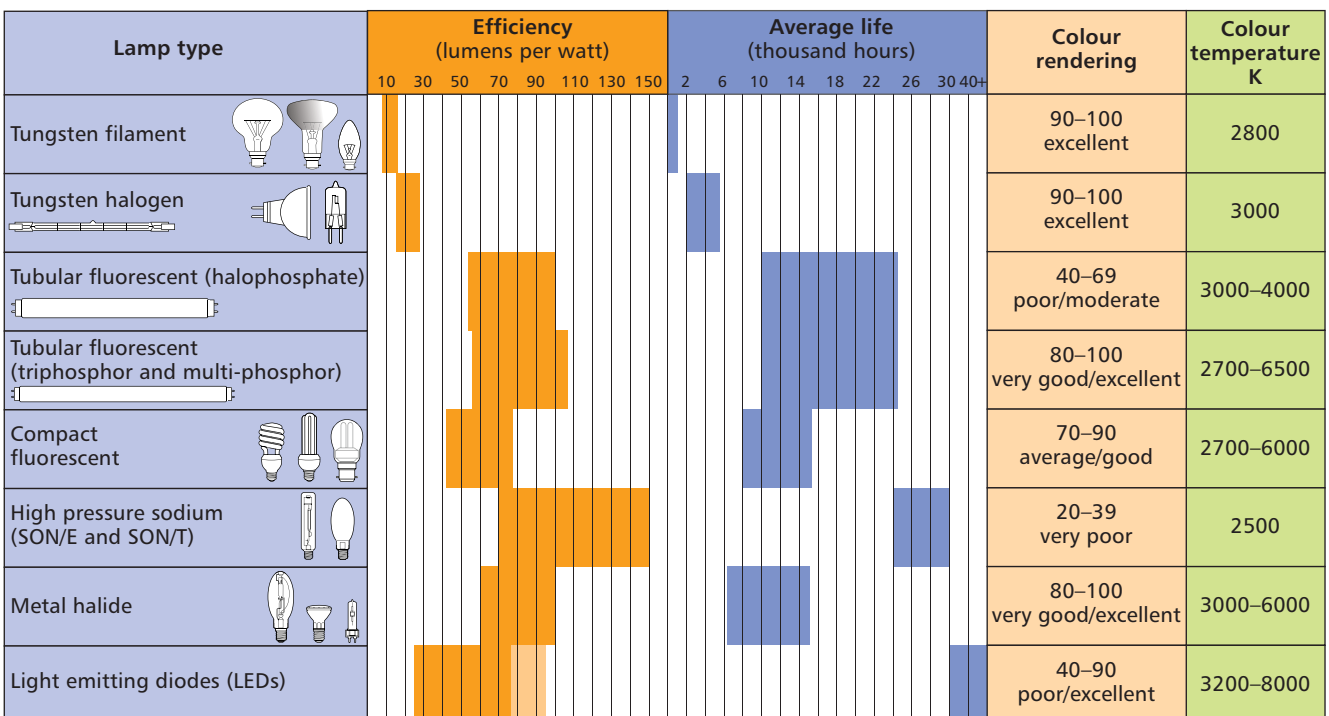 Lamp type
Efficiency
(lumens per watt)
10 30 50 70 90 110 130 150
Average life
(thousand hours)
2 6 10 14 18 22 26 30 40+
Colour
rendering
Colour
temperature
K
Tungsten filament
90–100
excellent
2800
Tungsten halogen
90–100
excellent
3000
Tubular fluorescent (halophosphate)
40–69
poor/moderate
3000–4000
Tubular fluorescent
(triphosphor and multi-phosphor)
80–100
very good/excellent
2700–6500
Compact
fluorescent
70–90
average/good
2700–6000
High pressure sodium
(SON/E and SON/T)
20–39
very poor
2500
Metal halide
80–100
very good/excellent
3000–6000
Light emitting diodes (LEDs)
40–90
poor/excellent
3200–8000